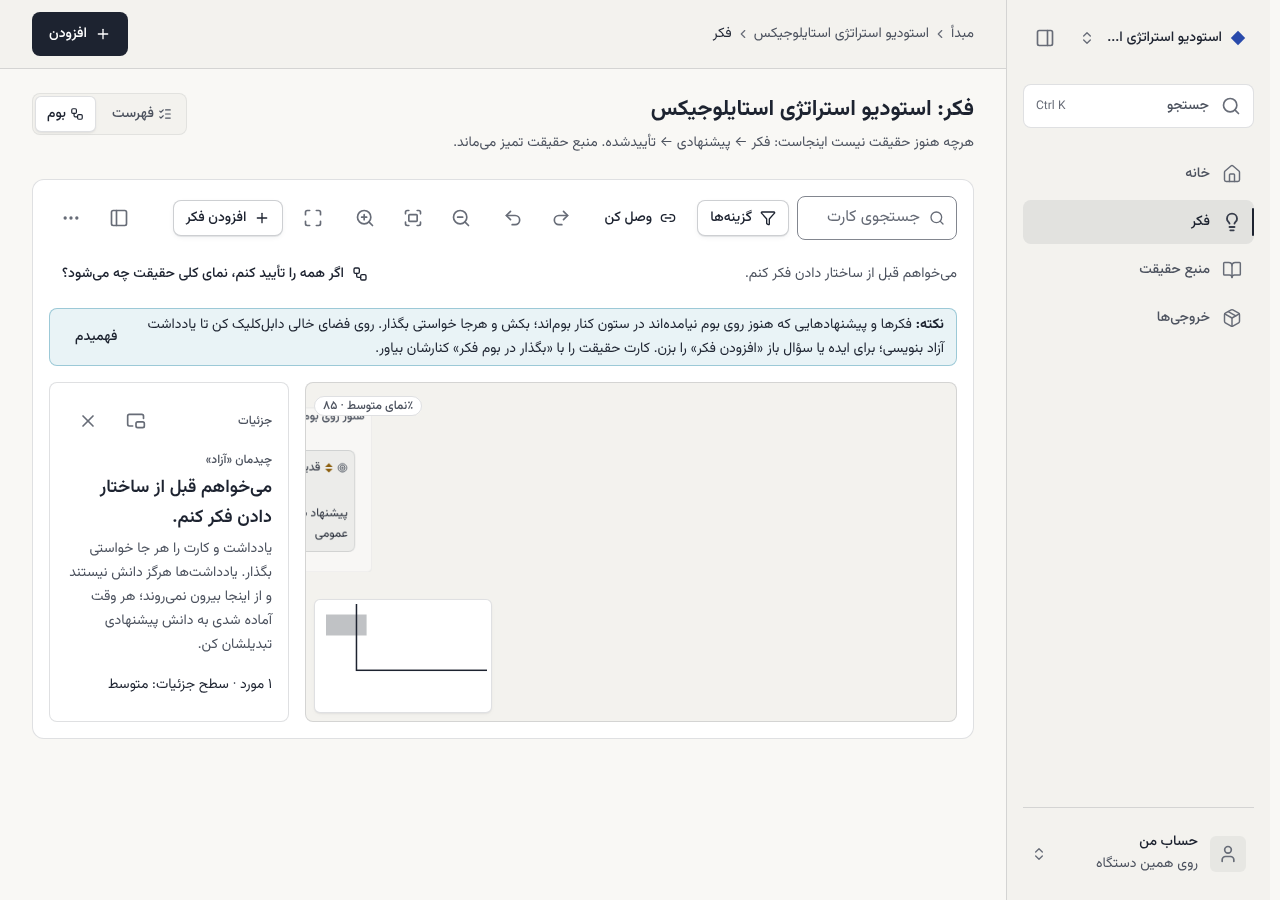 استودیو استراتژی ا...
جستجو
Ctrl K
خانه
فکر
منبع حقیقت
خروجی‌ها
حساب من
روی همین دستگاه
مبدأ › استودیو استراتژی استایلوجیکس › فکر
افزودن
فکر: استودیو استراتژی استایلوجیکس
هرچه هنوز حقیقت نیست اینجاست: فکر ← پیشنهادی ← تأییدشده. منبع حقیقت تمیز می‌ماند.
فهرست
بوم
جستجوی کارت
گزینه‌ها
وصل کن
افزودن فکر
می‌خواهم قبل از ساختار دادن فکر کنم.
اگر همه را تأیید کنم، نمای کلی حقیقت چه می‌شود؟
نکته: فکرها و پیشنهادهایی که هنوز روی بوم نیامده‌اند در ستون کنار بوم‌اند؛ بکش و هرجا خواستی بگذار. روی فضای خالی دابل‌کلیک کن تا یادداشت
آزاد بنویسی؛ برای ایده یا سؤال باز «افزودن فکر» را بزن. کارت حقیقت را با «بگذار در بوم فکر» کنارشان بیاور.
فهمیدم
نمای متوسط · ۸۵٪
هنوز روی بوم
پیشنهاد
عمومی
جزئیات
چیدمان «آزاد»
می‌خواهم قبل از ساختار
دادن فکر کنم.
یادداشت و کارت را هر جا خواستی
بگذار. یادداشت‌ها هرگز دانش نیستند
و از اینجا بیرون نمی‌روند؛ هر وقت
آماده شدی به دانش پیشنهادی
تبدیلشان کن.
۱ مورد · سطح جزئیات: متوسط